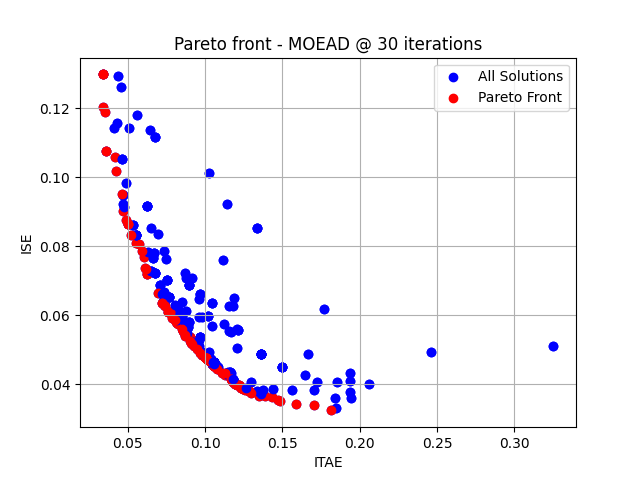 Pareto front - MOEAD @ 30 iterations
All Solutions
Pareto Front
0.12
0.10
0.08
0.06
0.04
ISE
0.05 0.10 0.15 0.20 0.25 0.30
ITAE